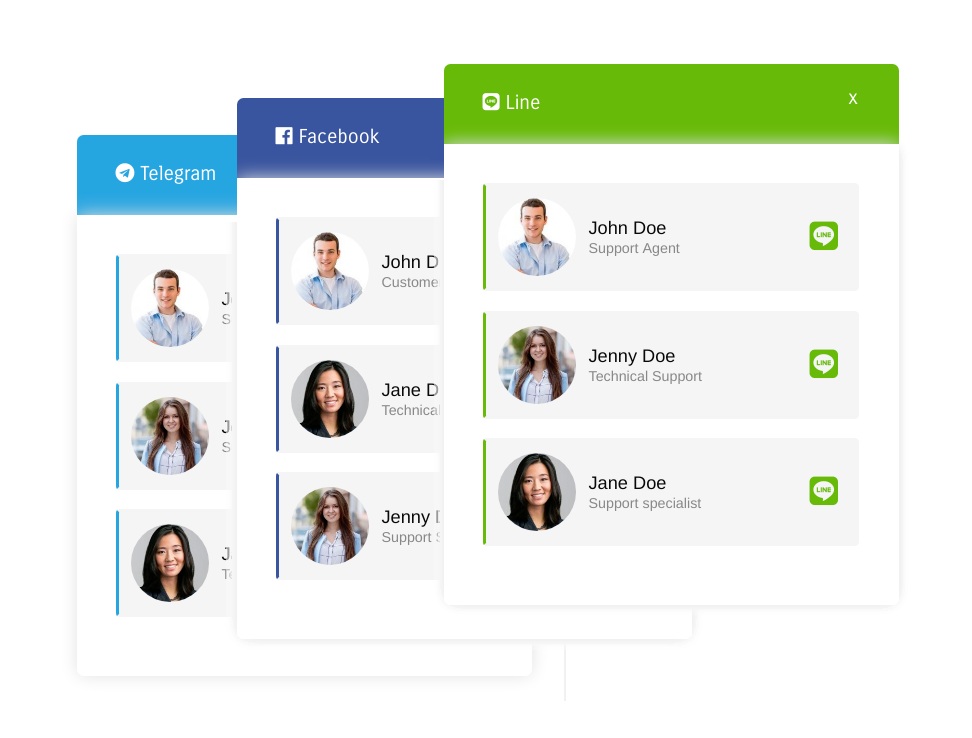 Telegram
Facebook
Line
X
John Doe
Support Agent
LINE
Jenny Doe
Technical Support
LINE
Jane Doe
Support specialist
LINE
John D
Custome
Jane D
Technical
Jenny
Support